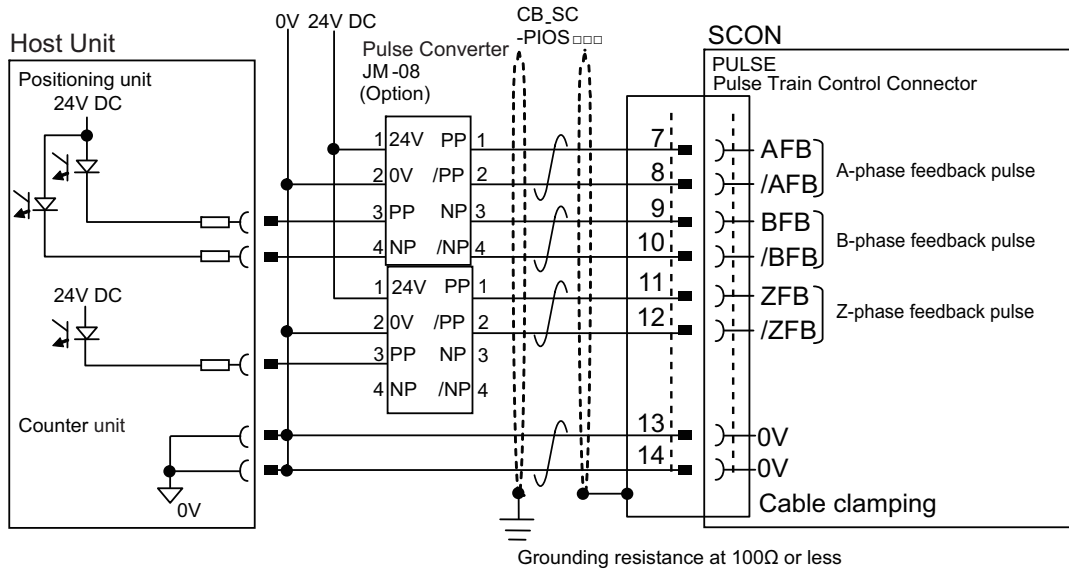 0V 24V DC
CB_SC
-PIOS□□□
Host Unit
Pulse Converter
JM-08
(Option)
SCON
PULSE
Pulse Train Control Connector
Positioning unit
24V DC
1 24V PP 1
2 0V /PP 2
3 PP NP 3
4 NP /NP 4
7
8
9
10
11
12
AFB
/AFB
A-phase feedback pulse
BFB
/BFB
B-phase feedback pulse
ZFB
/ZFB
Z-phase feedback pulse
24V DC
1 24V PP 1
2 0V /PP 2
3 PP NP 3
4 NP /NP 4
Counter unit
0V
13
14
0V
0V
Cable clamping
Grounding resistance at 100Ω or less